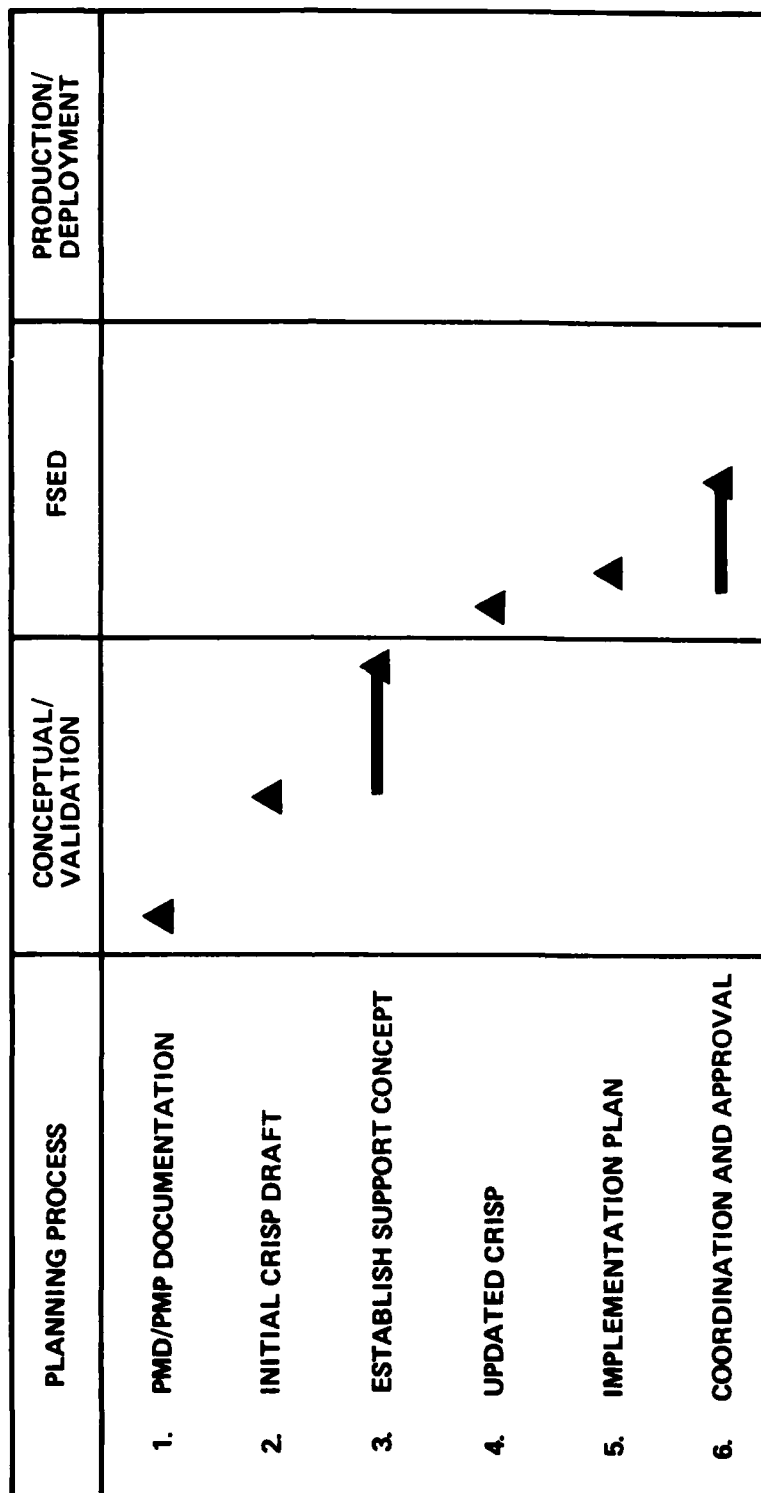 PLANNING PROCESS
CONCEPTUAL/
VALIDATION
FSED
PRODUCTION/
DEPLOYMENT
1. PMD/PMP DOCUMENTATION
2. INITIAL CRISP DRAFT
3. ESTABLISH SUPPORT CONCEPT
4. UPDATED CRISP
5. IMPLEMENTATION PLAN
6. COORDINATION AND APPROVAL